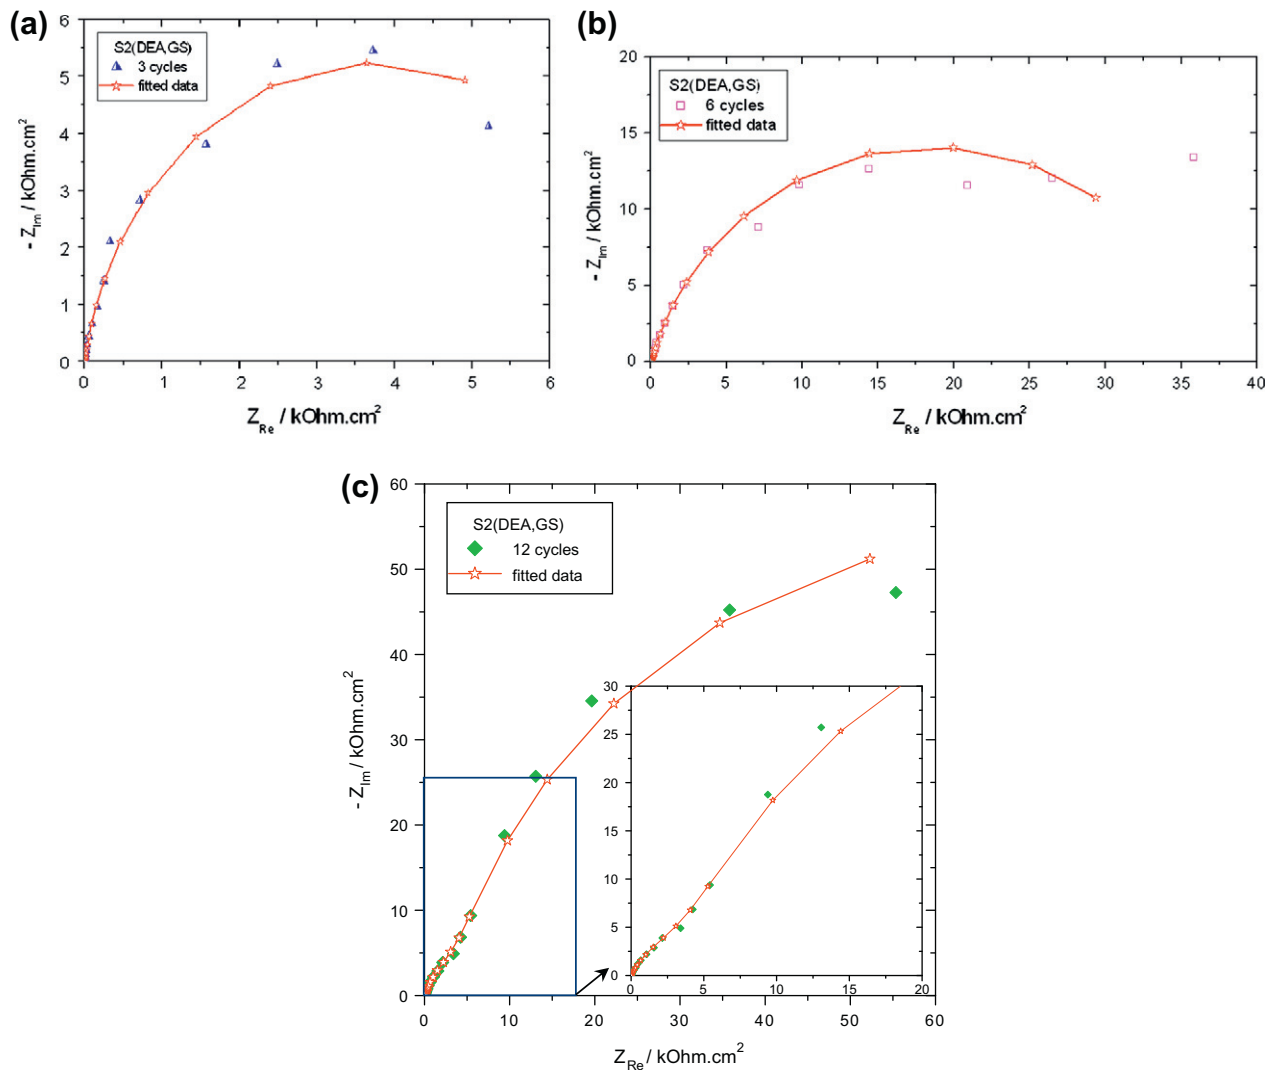 (a)
6
5
4
3
2
1
0
- Z_Im / kOhm.cm²
S2(DEA,GS)
3 cycles
fitted data
0 1 2 3 4 5 6
Z_Re / kOhm.cm²
(b)
20
15
10
5
0
- Z_Im / kOhm.cm²
S2(DEA,GS)
6 cycles
fitted data
0 5 10 15 20 25 30 35 40
Z_Re / kOhm.cm²
(c)
60
50
40
30
20
10
0
- Z_Im / kOhm.cm²
S2(DEA,GS)
12 cycles
fitted data
30
25
20
15
10
5
0
0 5 10 15 20
0 10 20 30 40 50 60
Z_Re / kOhm.cm²